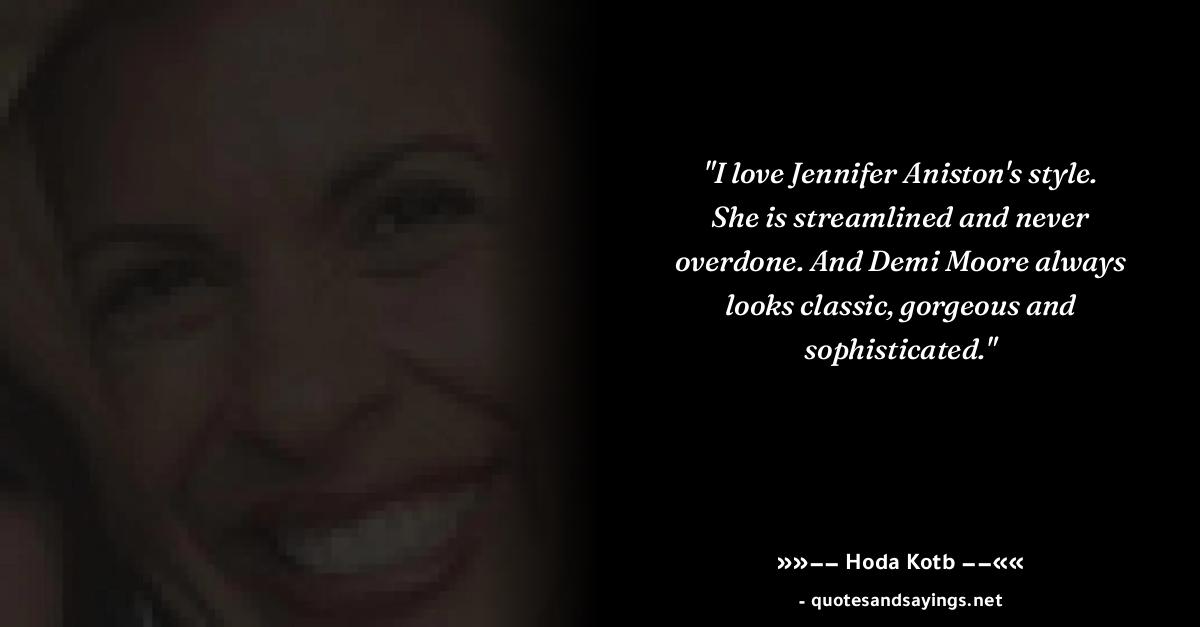 "I love Jennifer Aniston's style.
She is streamlined and never
overdone. And Demi Moore always
looks classic, gorgeous and
sophisticated."
»»−− Hoda Kotb −−««
- quotesandsayings.net